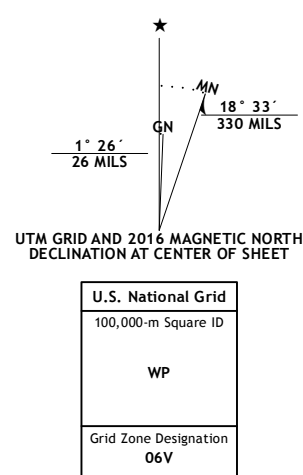 MN
18° 33´
330 MILS
GN
1° 26´
26 MILS
UTM GRID AND 2016 MAGNETIC NORTH
DECLINATION AT CENTER OF SHEET
U.S. National Grid
100,000-m Square ID
WP
Grid Zone Designation
06V